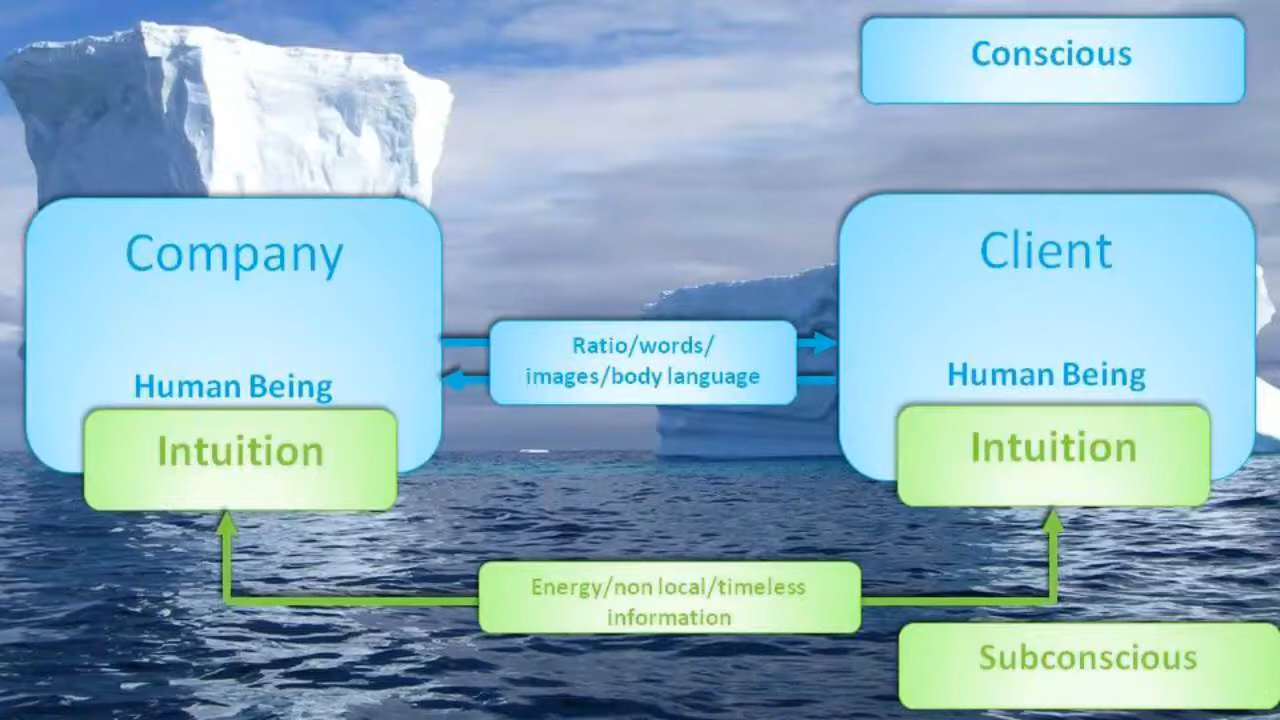 Conscious
Company
Client
Ratio/words/
images/body language
Human Being
Human Being
Intuition
Intuition
Energy/non local/timeless
information
Subconscious